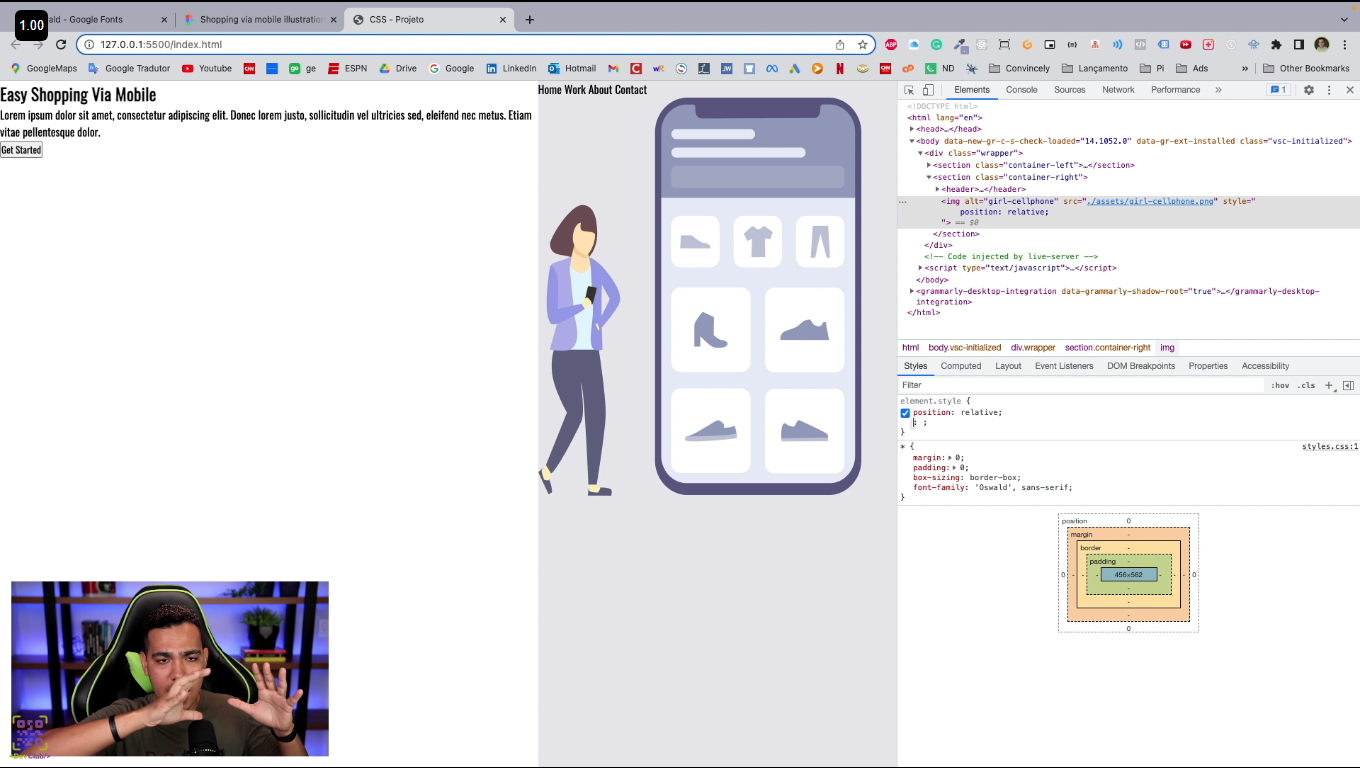 1.00
ald - Google Fonts
Shopping via mobile illustration
CSS - Projeto
127.0.0.1:5500/index.html
GoogleMaps
Google Tradutor
Youtube
ge
ESPN
Drive
Google
LinkedIn
Hotmail
ND
Convincely
Lançamento
Pi
Ads
»
Other Bookmarks
Easy Shopping Via Mobile
Lorem ipsum dolor sit amet, consectetur adipiscing elit. Donec lorem justo, sollicitudin vel ultricies sed, eleifend nec metus. Etiam
vitae pellentesque dolor.
Get Started
Home Work About Contact
Elements
Console
Sources
Network
Performance
»
1
<!DOCTYPE html>
<html lang="en">
<head>…</head>
<body data-new-gr-c-s-check-loaded="14.1052.0" data-gr-ext-installed class="vsc-initialized">
<div class="wrapper">
<section class="container-left">…</section>
<section class="container-right">
<header>…</header>
<img alt="girl-cellphone" src="./assets/girl-cellphone.png" style="
position: relative;
"> == $0
</section>
</div>
<!-- Code injected by live-server -->
<script type="text/javascript">…</script>
</body>
<grammarly-desktop-integration data-grammarly-shadow-root="true">…</grammarly-desktop-
integration>
</html>
html
body.vsc-initialized
div.wrapper
section.container-right
img
Styles
Computed
Layout
Event Listeners
DOM Breakpoints
Properties
Accessibility
Filter
:hov
.cls
element.style {
position: relative;
: ;
}
* {
styles.css:1
margin: 0;
padding: 0;
box-sizing: border-box;
font-family: 'Oswald', sans-serif;
}
position
0
margin
-
border
-
padding
-
0
-
-
-
456×562
-
-
-
0
-
-
-
0
<DevClub/>